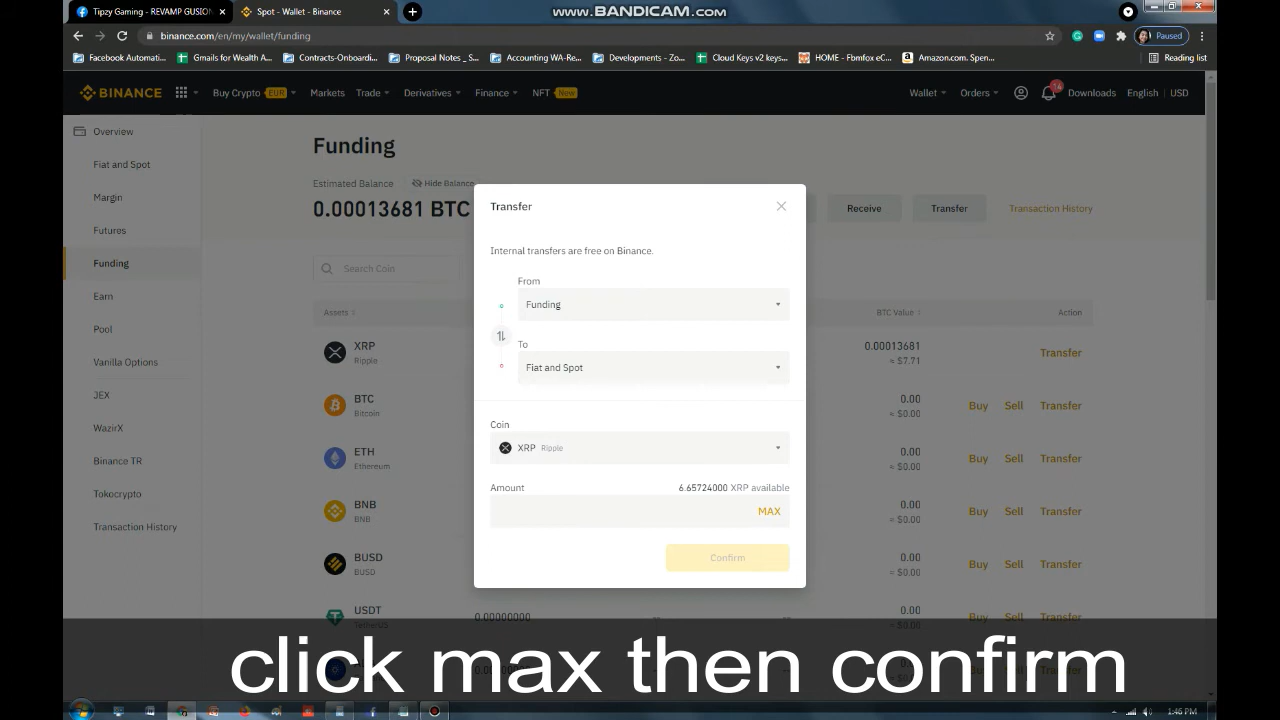 www.BANDICAM.com
Tipzy Gaming - REVAMP GUSION
Spot - Wallet - Binance
binance.com/en/my/wallet/funding
Paused
Facebook Automati...
Gmails for Wealth A...
Contracts-Onboardi...
Proposal Notes _ S...
Accounting WA-Re...
Developments - Zo...
Cloud Keys v2 keys...
HOME - Fbmfox eC...
Amazon.com. Spen...
Reading list
BINANCE
Buy Crypto EUR
Markets
Trade
Derivatives
Finance
NFT New
Wallet
Orders
14
Downloads
English
USD
Overview
Fiat and Spot
Margin
Futures
Funding
Earn
Pool
Vanilla Options
JEX
WazirX
Binance TR
Tokocrypto
Transaction History
Funding
Estimated Balance
Hide Balance
0.00013681 BTC
Receive
Transfer
Transaction History
Search Coin
Assets
BTC Value
Action
XRP
Ripple
0.00013681
≈ $7.71
Transfer
BTC
Bitcoin
0.00
≈ $0.00
Buy Sell Transfer
ETH
Ethereum
0.00
≈ $0.00
Buy Sell Transfer
BNB
BNB
0.00
≈ $0.00
Buy Sell Transfer
BUSD
BUSD
0.00
≈ $0.00
Buy Sell Transfer
USDT
TetherUS
0.00000000
--
--
0.00
≈ $0.00
Buy Sell Transfer
Transfer
Internal transfers are free on Binance.
From
Funding
To
Fiat and Spot
Coin
XRP Ripple
Amount
6.65724000 XRP available
MAX
Confirm
click max then confirm
1:46 PM